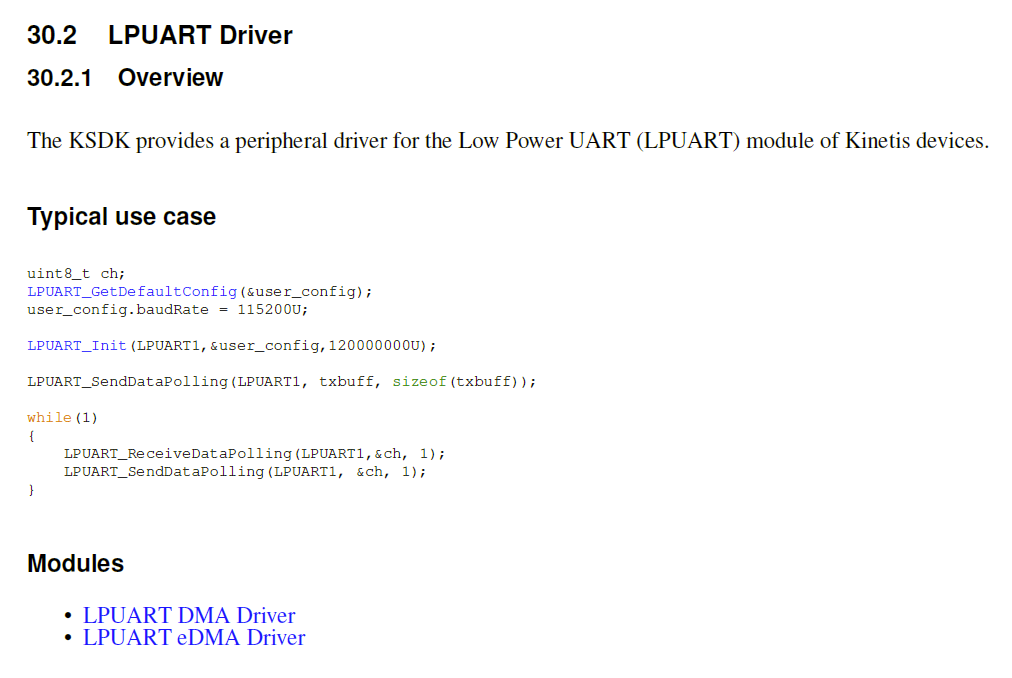 30.2 LPUART Driver
30.2.1 Overview
The KSDK provides a peripheral driver for the Low Power UART (LPUART) module of Kinetis devices.
Typical use case
uint8_t ch;
LPUART_GetDefaultConfig(&user_config);
user_config.baudRate = 115200U;
LPUART_Init(LPUART1,&user_config,120000000U);
LPUART_SendDataPolling(LPUART1, txbuff, sizeof(txbuff));
while(1)
{
    LPUART_ReceiveDataPolling(LPUART1,&ch, 1);
    LPUART_SendDataPolling(LPUART1, &ch, 1);
}
Modules
• LPUART DMA Driver
• LPUART eDMA Driver